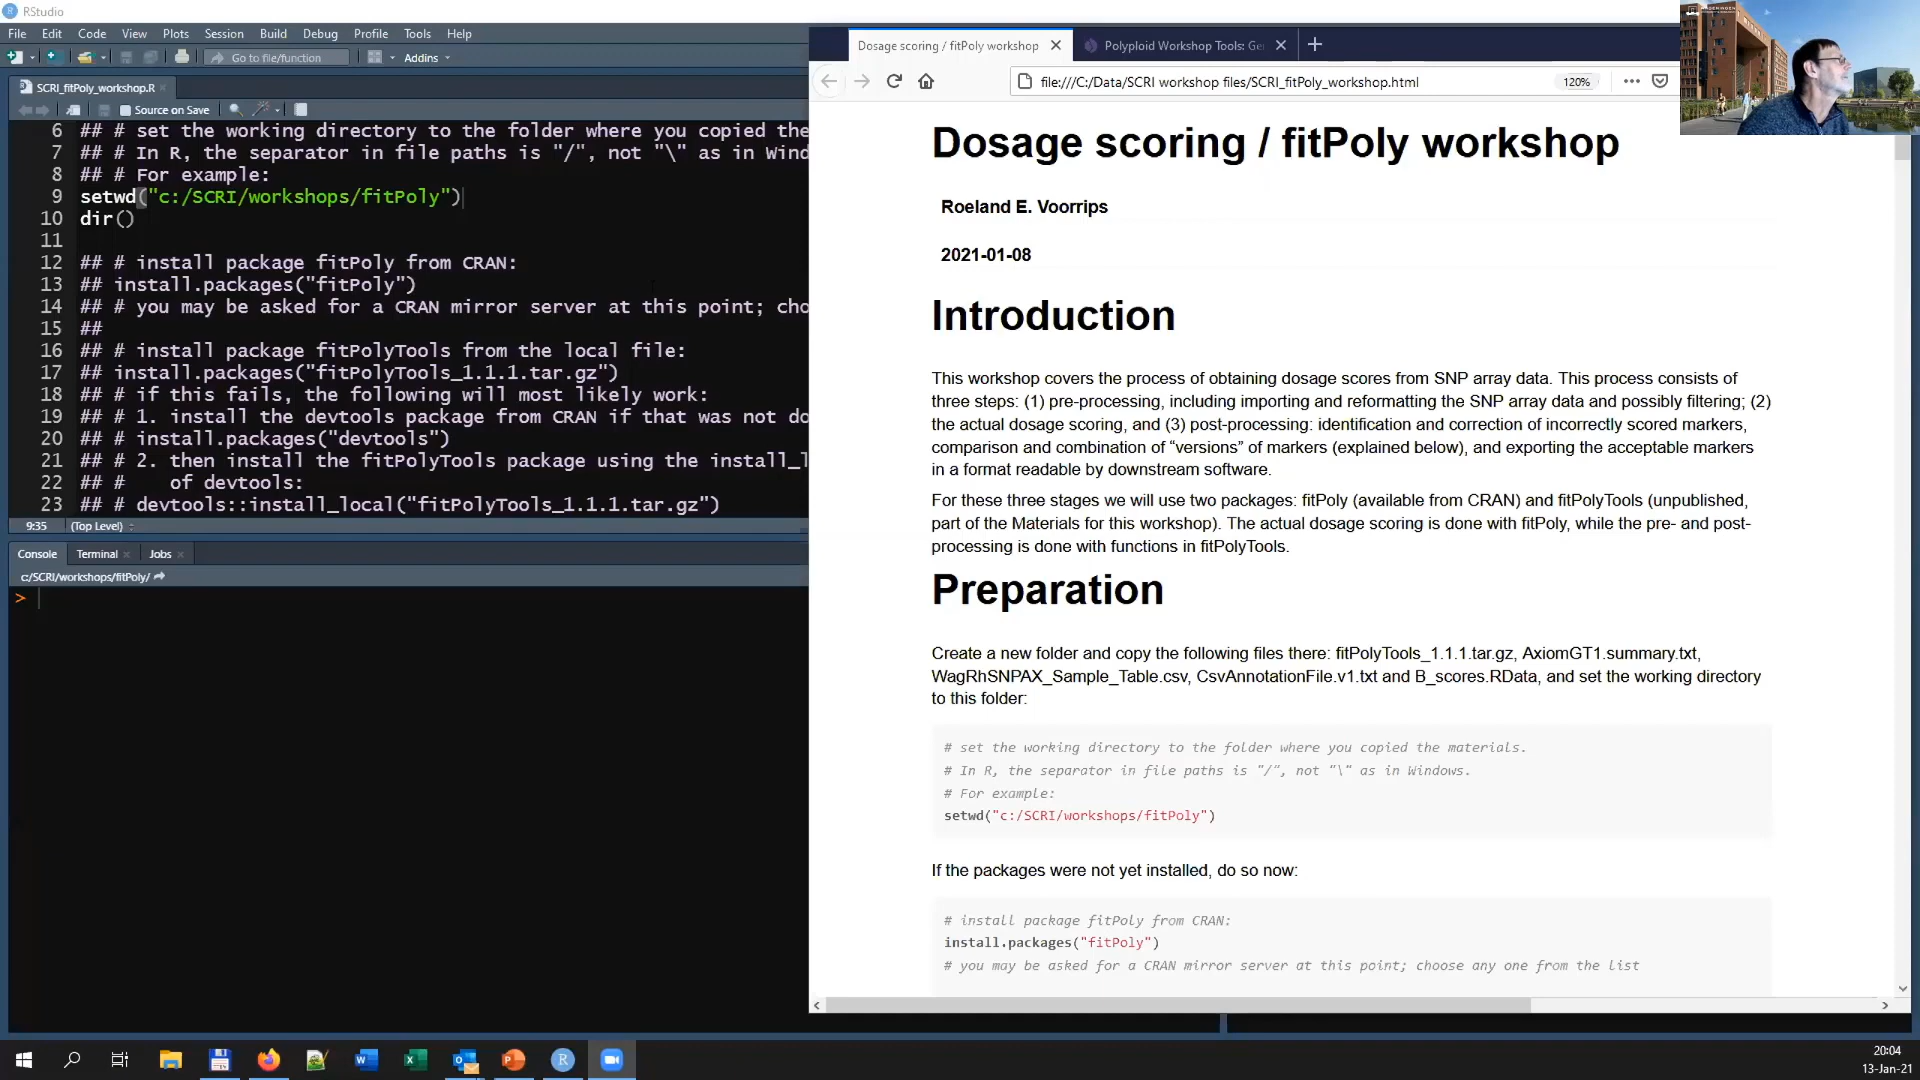 RStudio
File Edit Code View Plots Session Build Debug Profile Tools Help
Go to file/function
Addins
SCRI_fitPoly_workshop.R
Source on Save
6 ## # set the working directory to the folder where you copied the
7 ## # In R, the separator in file paths is "/", not "\" as in Wind
8 ## # For example:
9 setwd("c:/SCRI/workshops/fitPoly")
10 dir()
11
12 ## # install package fitPoly from CRAN:
13 ## install.packages("fitPoly")
14 ## # you may be asked for a CRAN mirror server at this point; cho
15 ##
16 ## # install package fitPolyTools from the local file:
17 ## install.packages("fitPolyTools_1.1.1.tar.gz")
18 ## # if this fails, the following will most likely work:
19 ## # 1. install the devtools package from CRAN if that was not do
20 ## # install.packages("devtools")
21 ## # 2. then install the fitPolyTools package using the install_l
22 ## #    of devtools:
23 ## # devtools::install_local("fitPolyTools_1.1.1.tar.gz")
9:35 (Top Level)
Console Terminal Jobs
c:/SCRI/workshops/fitPoly/
>
Dosage scoring / fitPoly workshop
Polyploid Workshop Tools: Ge
file:///C:/Data/SCRI workshop files/SCRI_fitPoly_workshop.html
120%
Dosage scoring / fitPoly workshop
Roeland E. Voorrips
2021-01-08
Introduction
This workshop covers the process of obtaining dosage scores from SNP array data. This process consists of
three steps: (1) pre-processing, including importing and reformatting the SNP array data and possibly filtering; (2)
the actual dosage scoring, and (3) post-processing: identification and correction of incorrectly scored markers,
comparison and combination of “versions” of markers (explained below), and exporting the acceptable markers
in a format readable by downstream software.
For these three stages we will use two packages: fitPoly (available from CRAN) and fitPolyTools (unpublished,
part of the Materials for this workshop). The actual dosage scoring is done with fitPoly, while the pre- and post-
processing is done with functions in fitPolyTools.
Preparation
Create a new folder and copy the following files there: fitPolyTools_1.1.1.tar.gz, AxiomGT1.summary.txt,
WagRhSNPAX_Sample_Table.csv, CsvAnnotationFile.v1.txt and B_scores.RData, and set the working directory
to this folder:
# set the working directory to the folder where you copied the materials.
# In R, the separator in file paths is "/", not "\" as in Windows.
# For example:
setwd("c:/SCRI/workshops/fitPoly")
If the packages were not yet installed, do so now:
# install package fitPoly from CRAN:
install.packages("fitPoly")
# you may be asked for a CRAN mirror server at this point; choose any one from the list
20:04
13-Jan-21